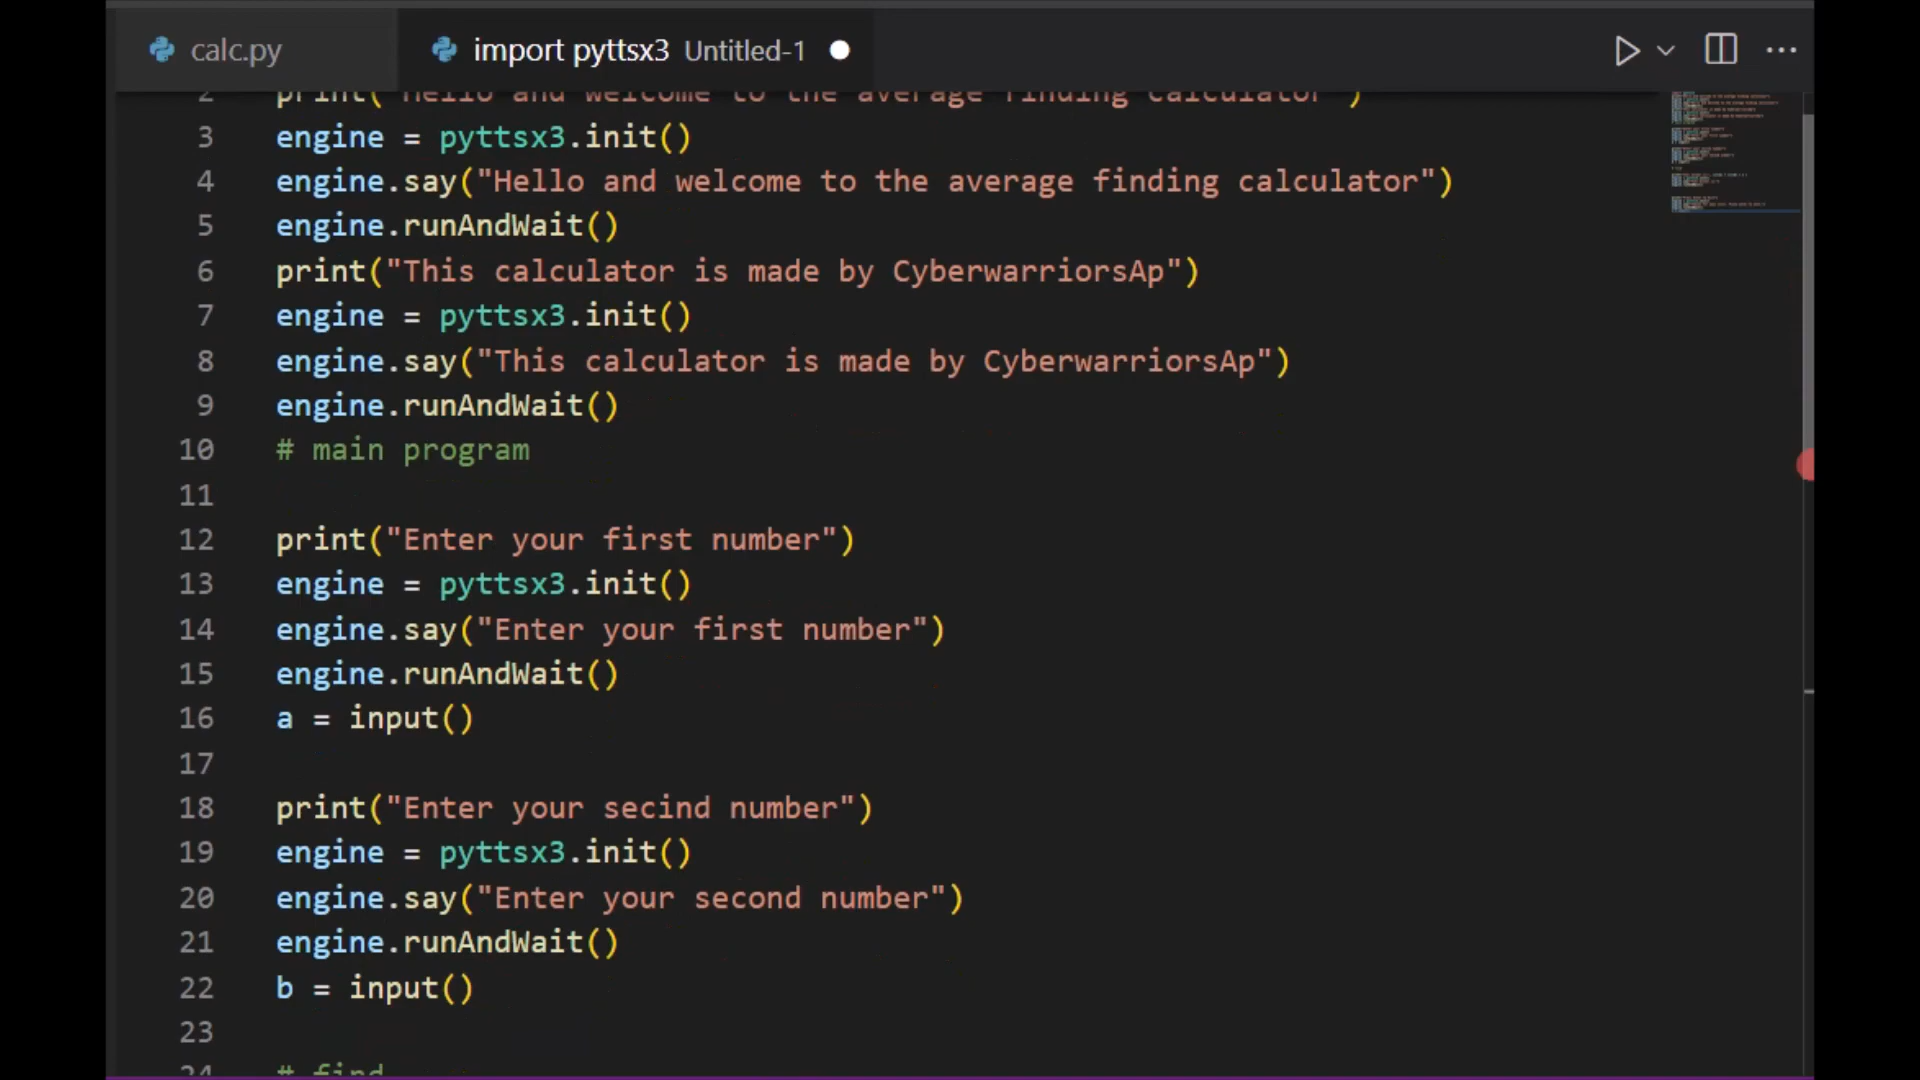 calc.py import pyttsx3 Untitled-1
2 print("Hello and welcome to the average finding calculator")
3 engine = pyttsx3.init()
4 engine.say("Hello and welcome to the average finding calculator")
5 engine.runAndWait()
6 print("This calculator is made by CyberwarriorsAp")
7 engine = pyttsx3.init()
8 engine.say("This calculator is made by CyberwarriorsAp")
9 engine.runAndWait()
10 # main program
11
12 print("Enter your first number")
13 engine = pyttsx3.init()
14 engine.say("Enter your first number")
15 engine.runAndWait()
16 a = input()
17
18 print("Enter your secind number")
19 engine = pyttsx3.init()
20 engine.say("Enter your second number")
21 engine.runAndWait()
22 b = input()
23
24 # find